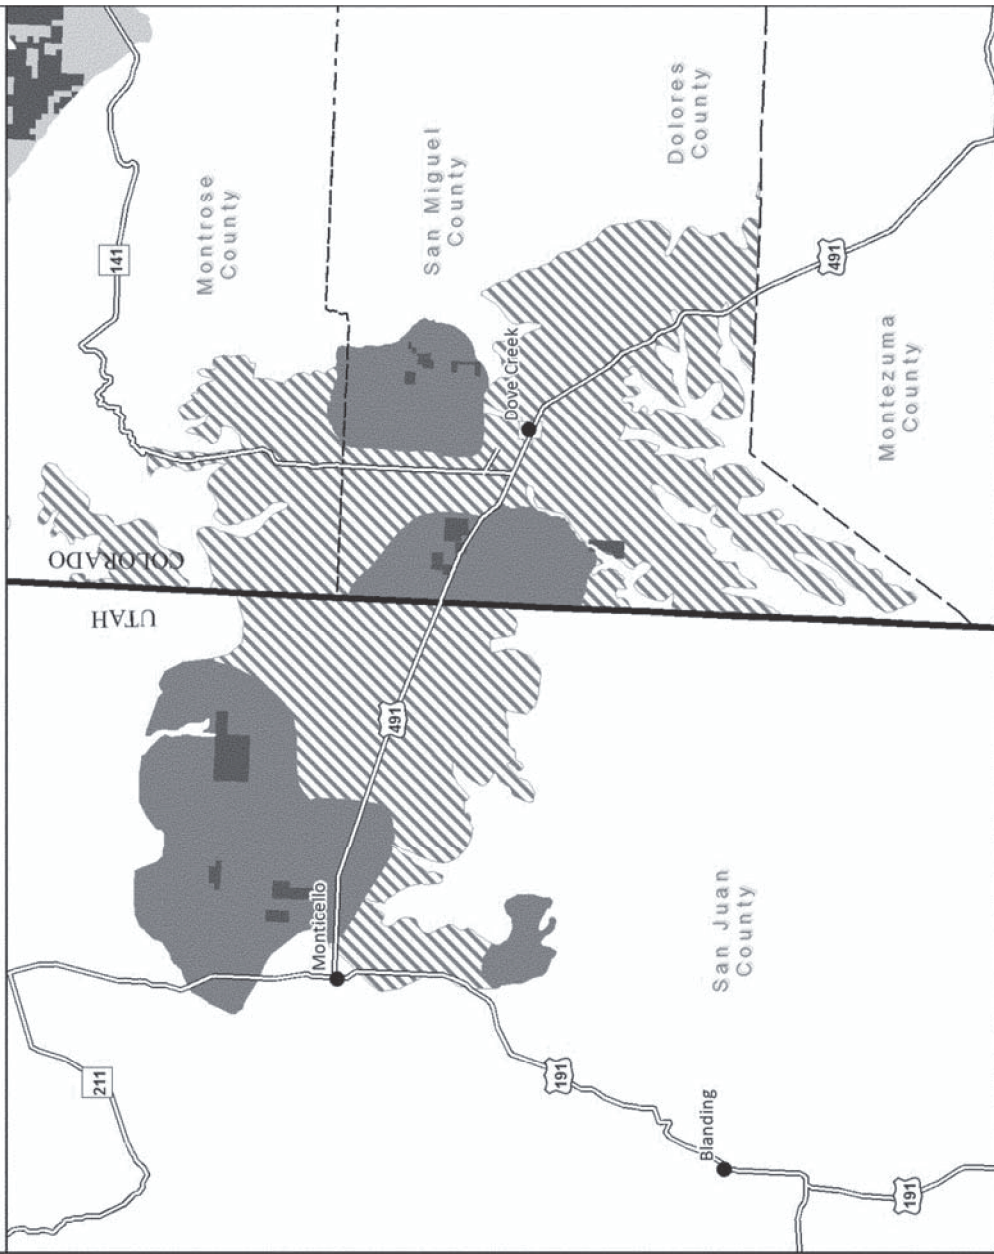 141
Montrose
County
San Miguel
County
Dolores
County
491
Dove Creek
Montezuma
County
COLORADO
UTAH
491
Monticello
San Juan
County
211
191
Blanding
191